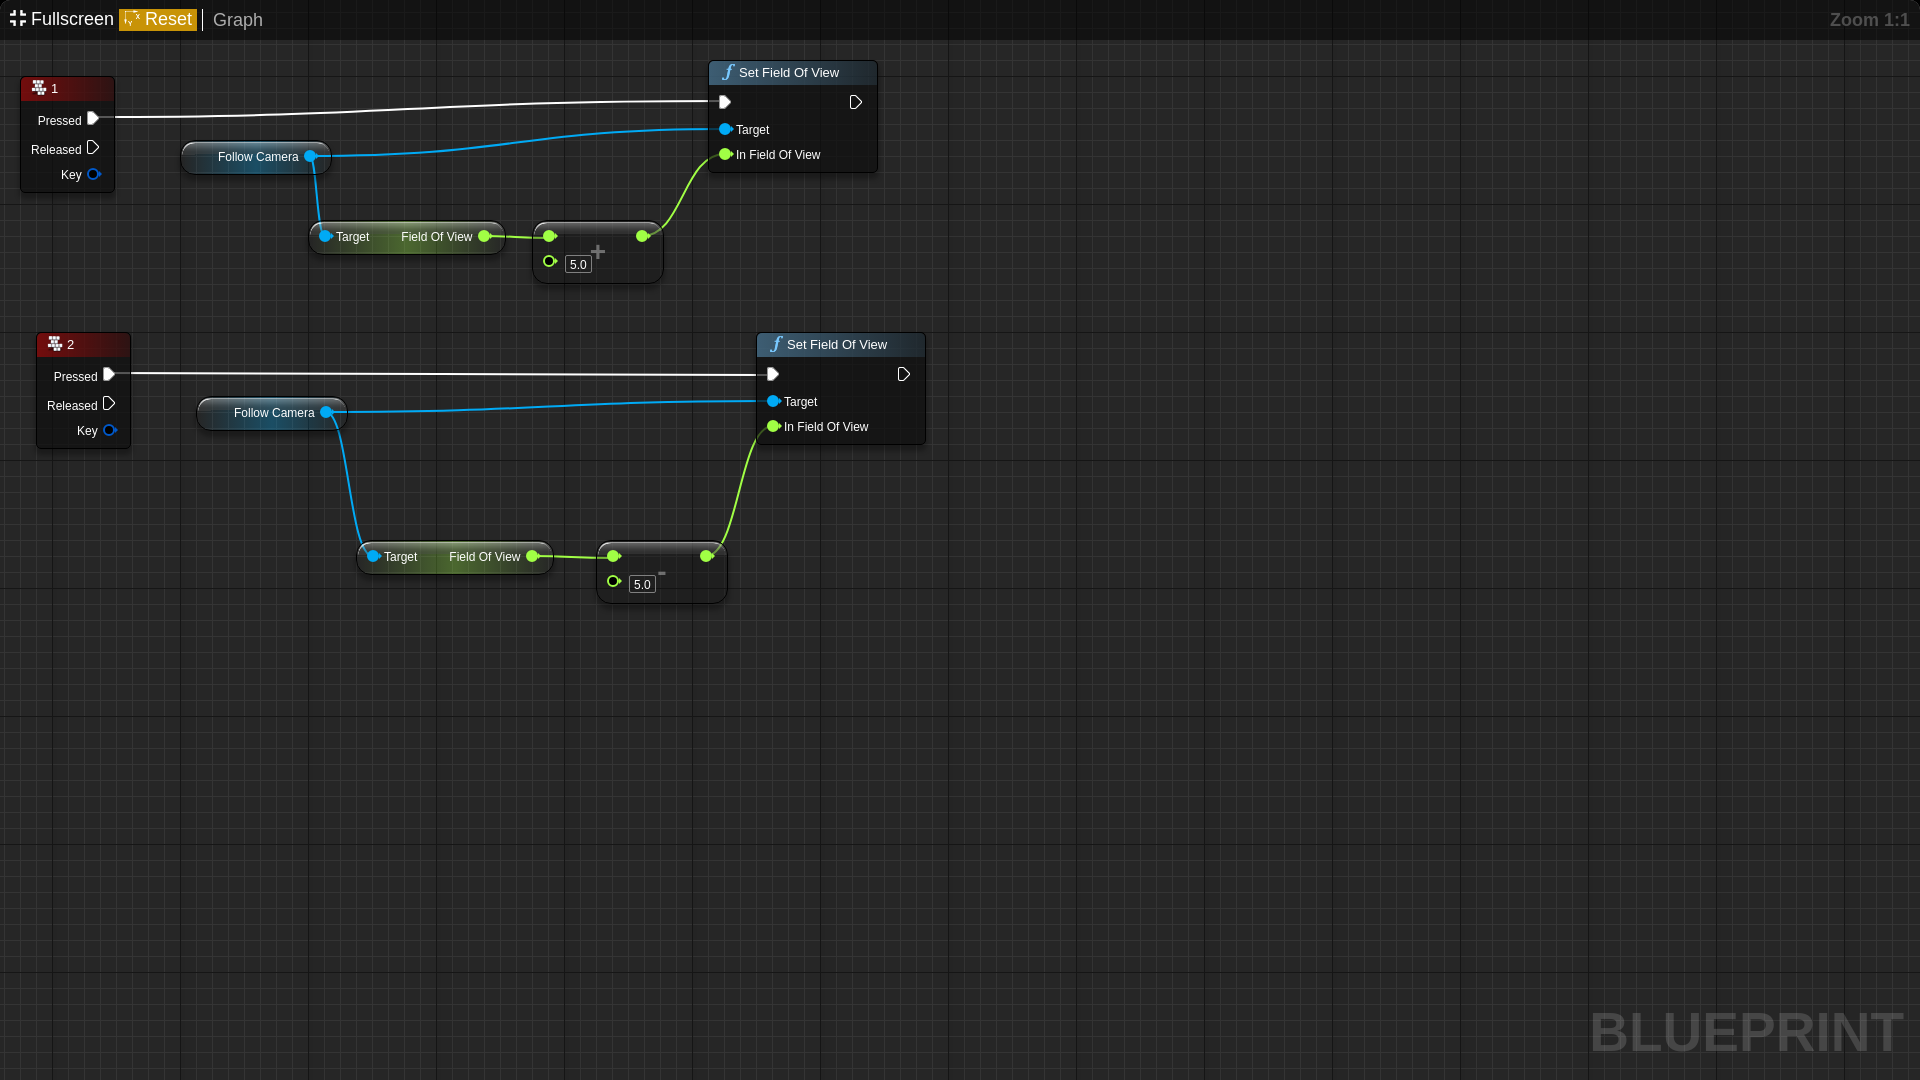 Fullscreen Reset Graph Zoom 1:1
1
Pressed
Released
Key
Follow Camera
Set Field Of View
Target
In Field Of View
Target Field Of View
+
5.0
2
Pressed
Released
Key
Follow Camera
Set Field Of View
Target
In Field Of View
Target Field Of View
-
5.0
BLUEPRINT